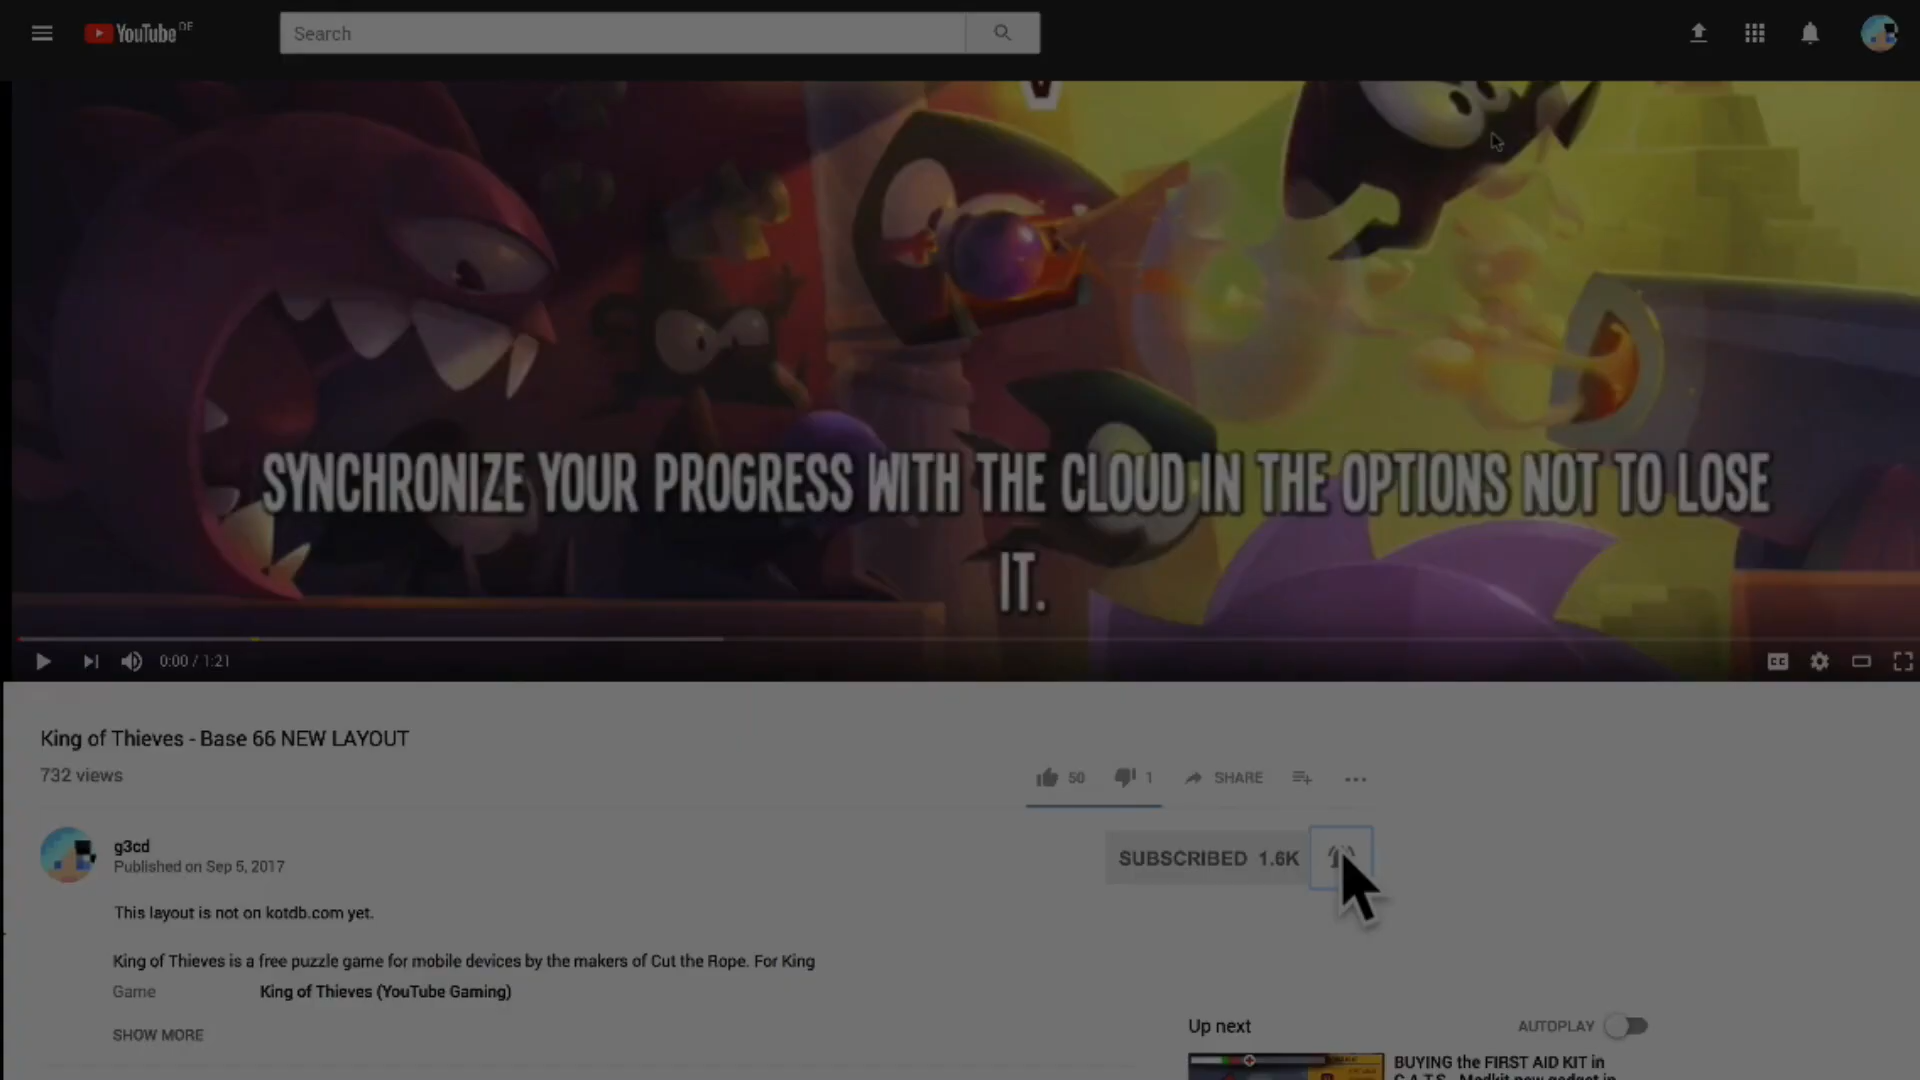 YouTube DE
Search
SYNCHRONIZE YOUR PROGRESS WITH THE CLOUD IN THE OPTIONS NOT TO LOSE
IT.
0:00 / 1:21
CC
King of Thieves - Base 66 NEW LAYOUT
732 views
50 1 SHARE
g3cd
Published on Sep 5, 2017
SUBSCRIBED 1.6K
This layout is not on kotdb.com yet.
King of Thieves is a free puzzle game for mobile devices by the makers of Cut the Rope. For King
Game King of Thieves (YouTube Gaming)
SHOW MORE
Up next AUTOPLAY
BUYING the FIRST AID KIT in